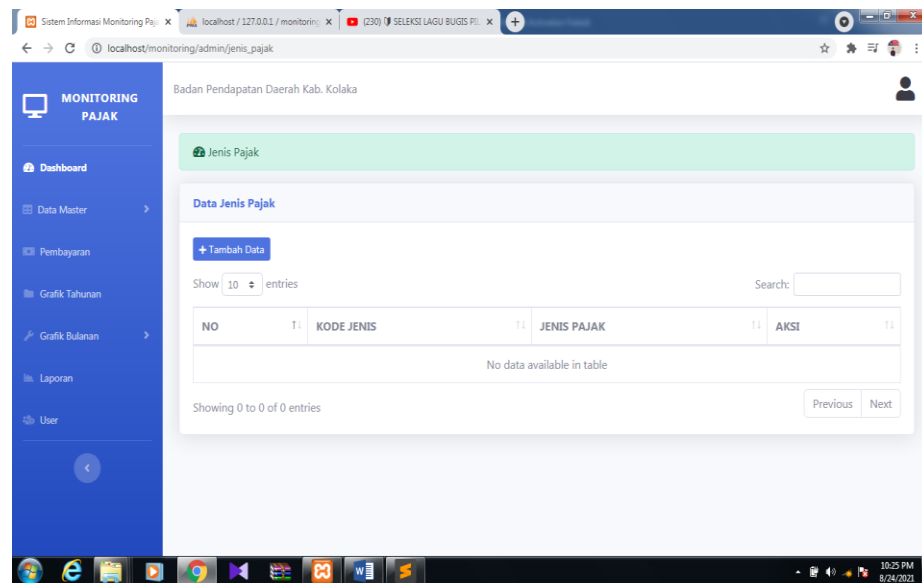 Sistem Informasi Monitoring Paja
localhost / 127.0.0.1 / monitoring
(230) SELEKSI LAGU BUGIS PIL
localhost/monitoring/admin/jenis_pajak
MONITORING
PAJAK
Dashboard
Data Master
Pembayaran
Grafik Tahunan
Grafik Bulanan
Laporan
User
Badan Pendapatan Daerah Kab. Kolaka
Jenis Pajak
Data Jenis Pajak
+ Tambah Data
Show 10 entries
Search:
NO KODE JENIS JENIS PAJAK AKSI
No data available in table
Showing 0 to 0 of 0 entries
Previous Next
10:25 PM
8/24/2021